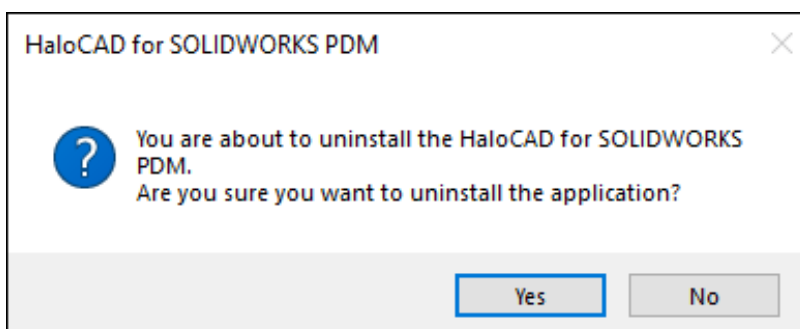 HaloCAD for SOLIDWORKS PDM
You are about to uninstall the HaloCAD for SOLIDWORKS
PDM.
Are you sure you want to uninstall the application?
Yes
No